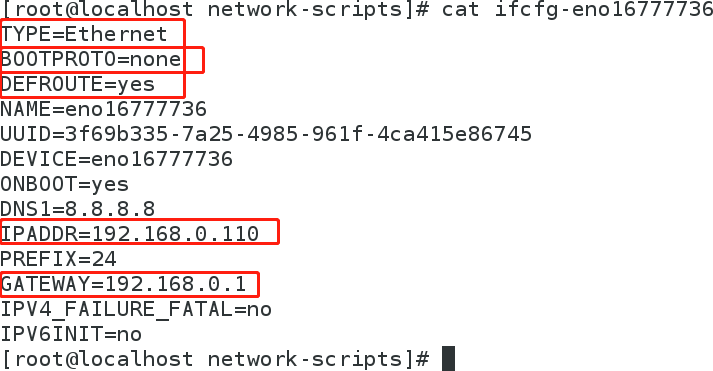 [root@localhost network-scripts]# cat ifcfg-eno16777736
TYPE=Ethernet
BOOTPROTO=none
DEFROUTE=yes
NAME=eno16777736
UUID=3f69b335-7a25-4985-961f-4ca415e86745
DEVICE=eno16777736
ONBOOT=yes
DNS1=8.8.8.8
IPADDR=192.168.0.110
PREFIX=24
GATEWAY=192.168.0.1
IPV4_FAILURE_FATAL=no
IPV6INIT=no
[root@localhost network-scripts]#